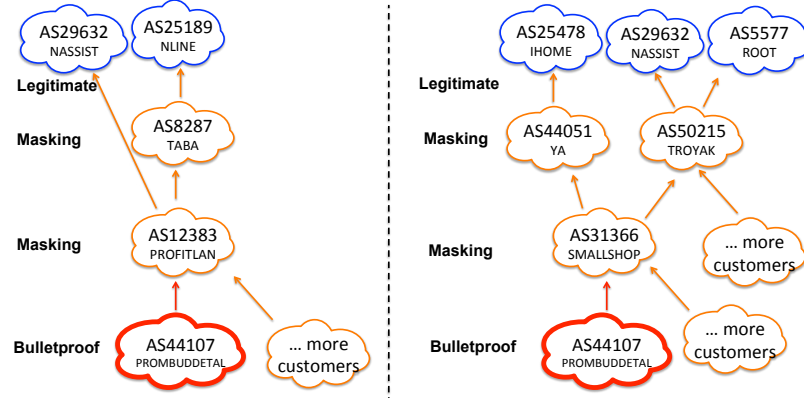 AS29632
NASSIST
AS25189
NLINE
Legitimate
Masking
AS8287
TABA
Masking
AS12383
PROFITLAN
Bulletproof
AS44107
PROMBUDDETAL
... more
customers
AS25478
IHOME
AS29632
NASSIST
AS5577
ROOT
Legitimate
Masking
AS44051
YA
AS50215
TROYAK
Masking
AS31366
SMALLSHOP
... more
customers
Bulletproof
AS44107
PROMBUDDETAL
... more
customers